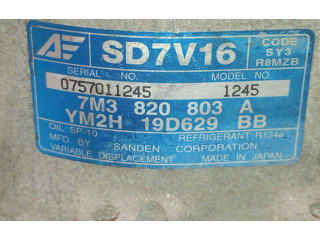 AF SD7V16 CODE
SY3
R8MZB
SERIAL NO. MODEL NO.
0757011245 1245
7M3 820 803 A
YM2H 19D629 BB
OIL: SP-10 REFRIGERANT R134a
MFD BY SANDEN CORPORATION
VARIABLE DISPLACEMENT MADE IN JAPAN